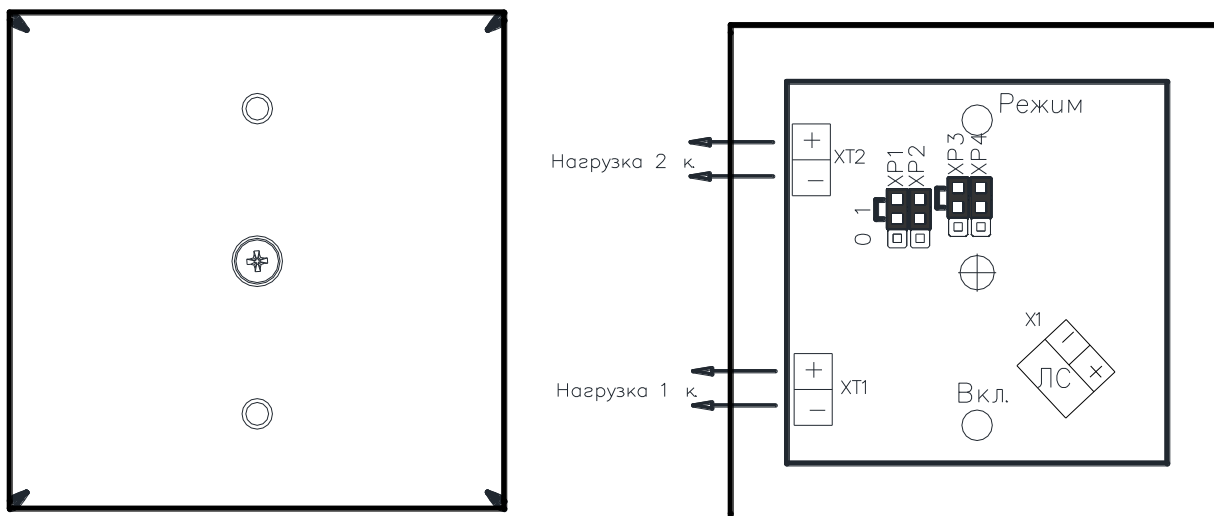 Режим
+
Нагрузка 2 к.
–
XT2
XP1
XP2
XP3
XP4
0 1
X1
–
ЛС
+
+
Нагрузка 1 к.
–
XT1
Вкл.